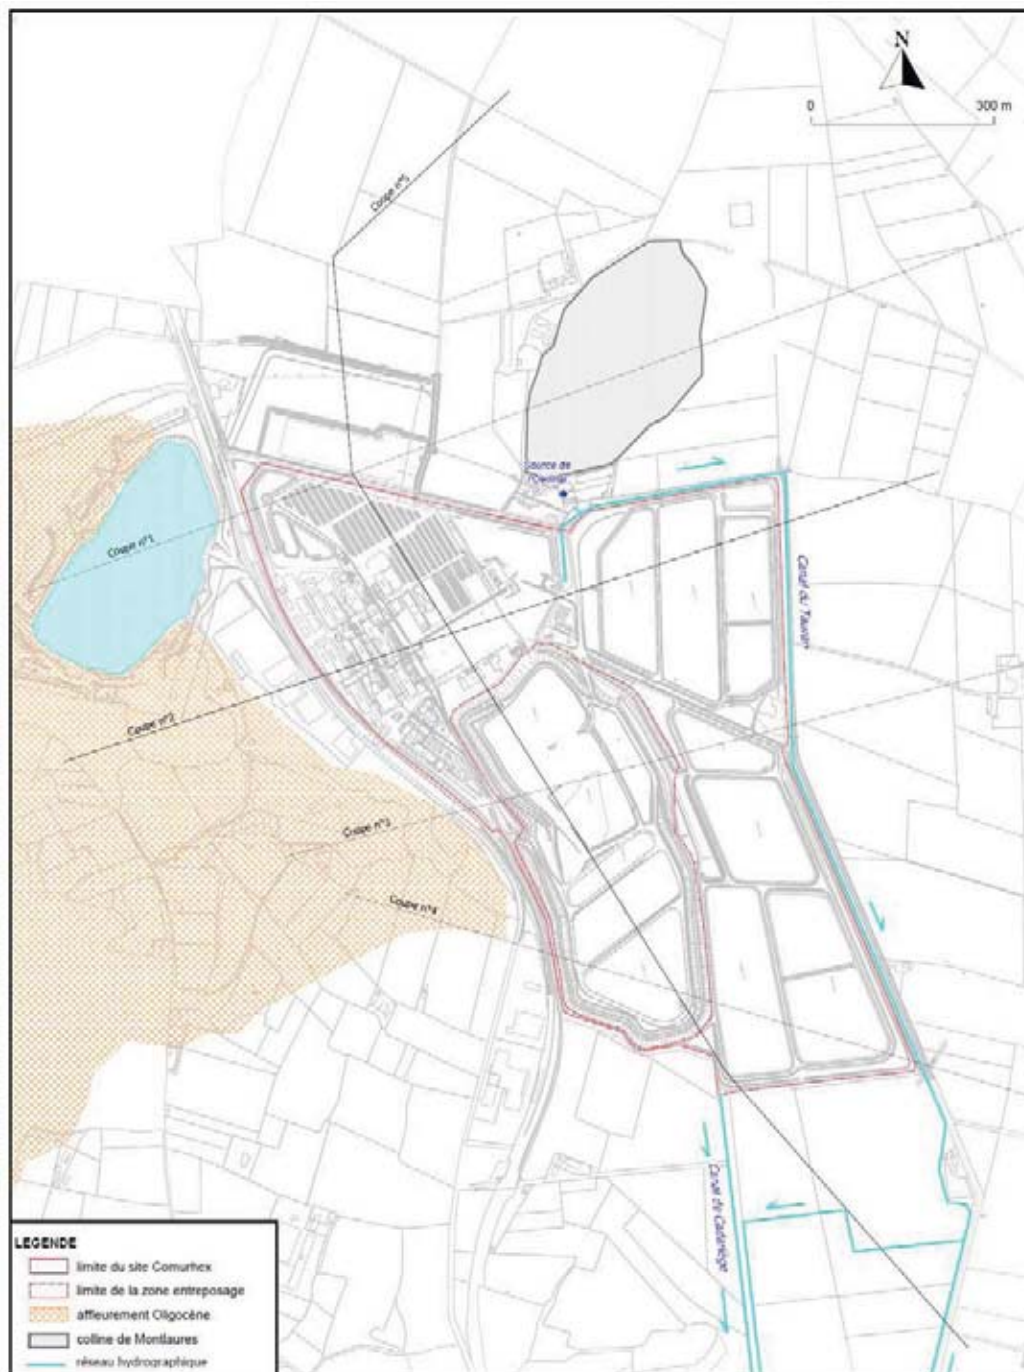 N
0 300 m
Coupe n°5
Source de
Coupe n°1
Canal du Tauran
Coupe n°2
Coupe n°3
Coupe n°4
Canal de Cadariège
LEGENDE
limite du site Comurhex
limite de la zone entreposage
affleurement Oligocène
colline de Montlaures
réseau hydrographique